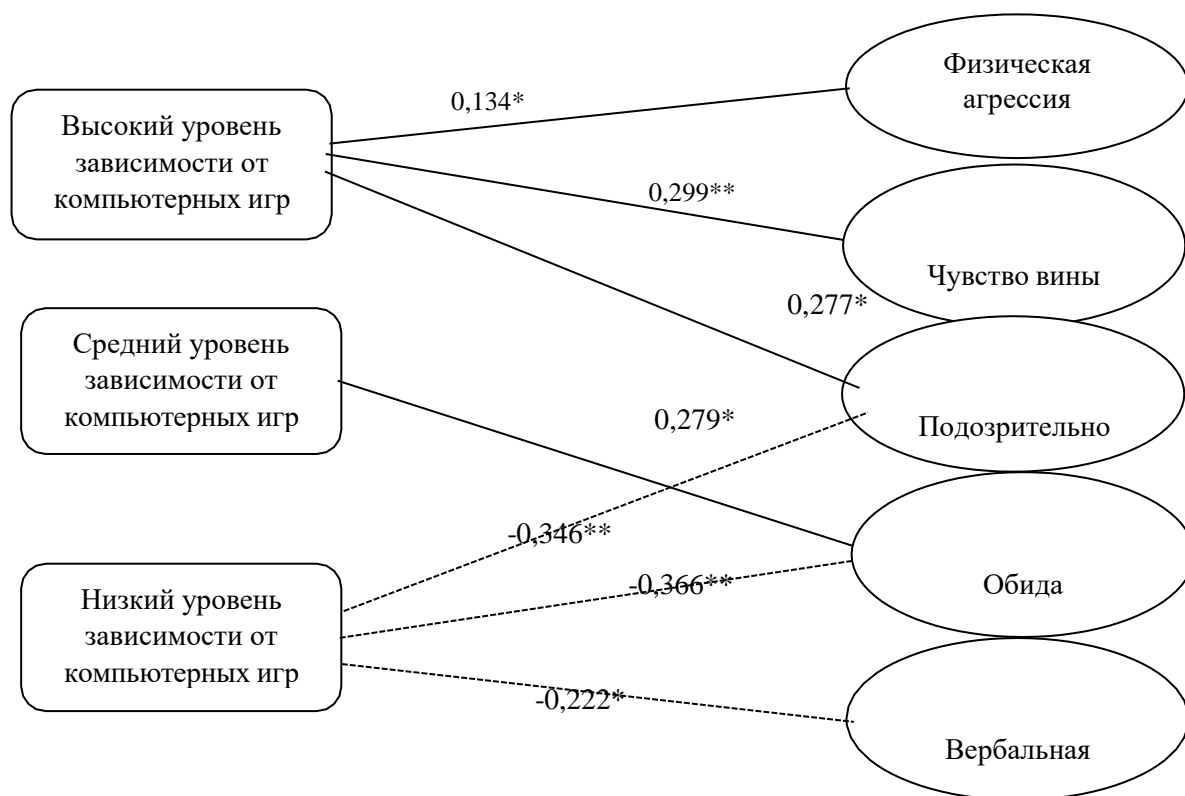 Физическая
агрессия
0,134*
Высокий уровень
зависимости от
компьютерных игр
0,299**
Чувство вины
0,277*
Средний уровень
зависимости от
компьютерных игр
0,279*
Подозрительно
-0,346**
-0,366**
Обида
Низкий уровень
зависимости от
компьютерных игр
-0,222*
Вербальная